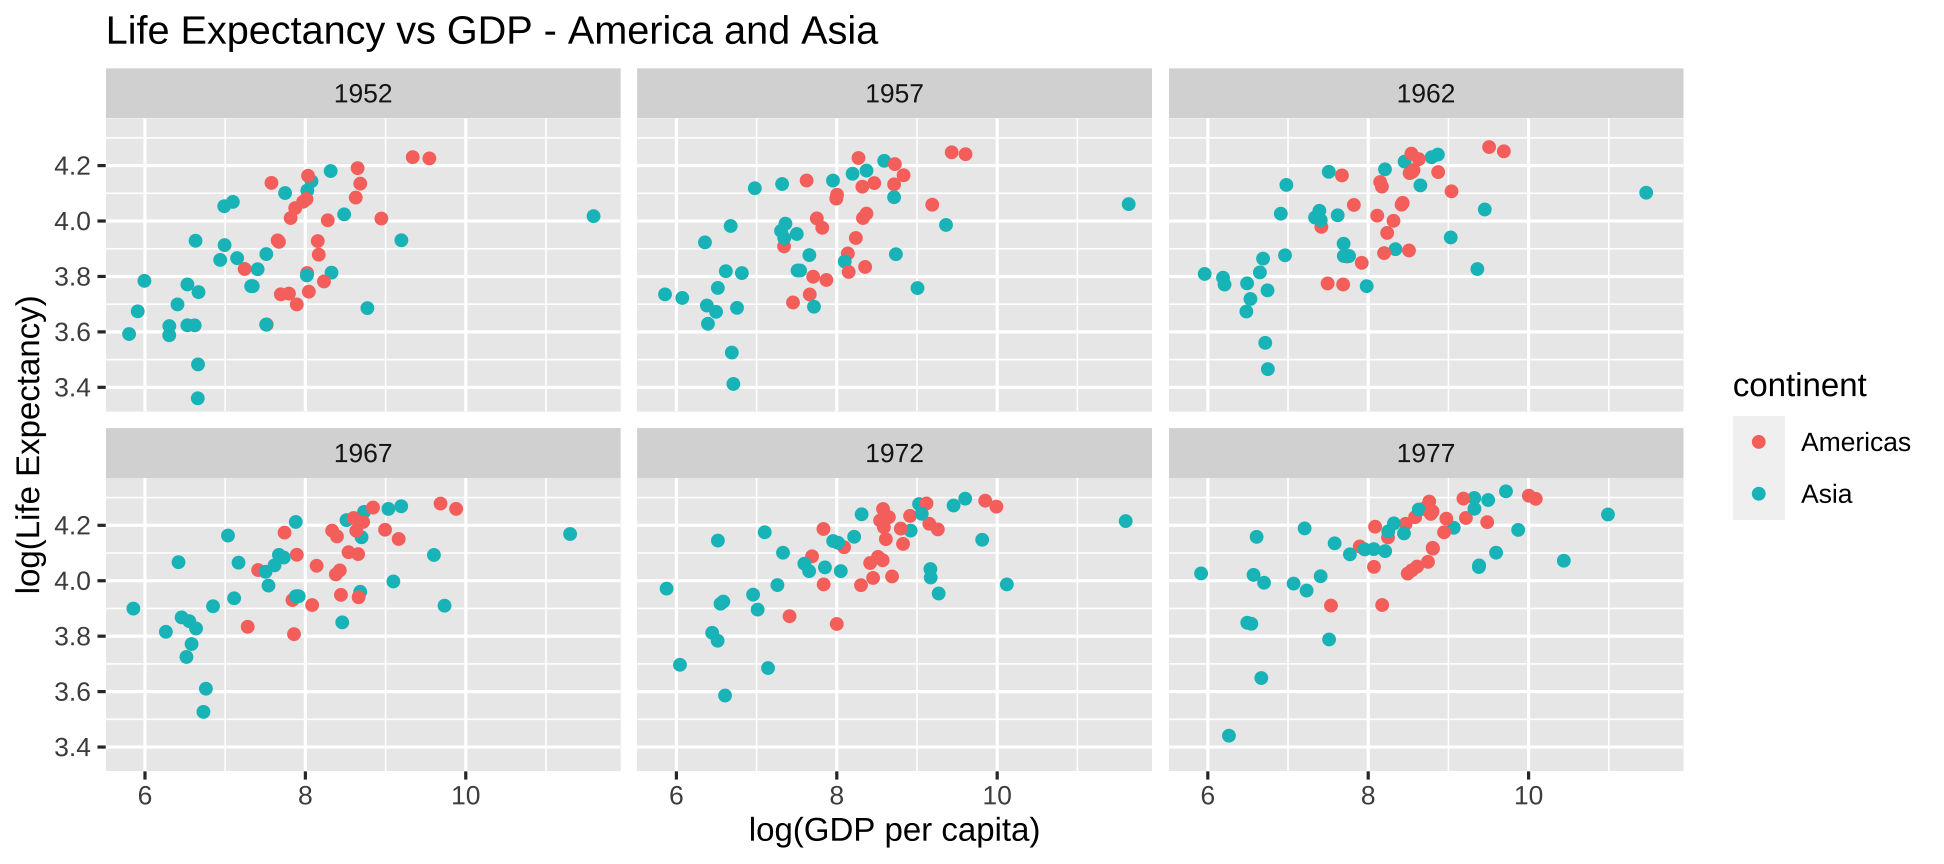 Life Expectancy vs GDP - America and Asia
1952
1957
1962
4.2
4.0
3.8
3.6
3.4
log(Life Expectancy)
1967
1972
1977
4.2
4.0
3.8
3.6
3.4
6 8 10
6 8 10
6 8 10
log(GDP per capita)
continent
Americas
Asia